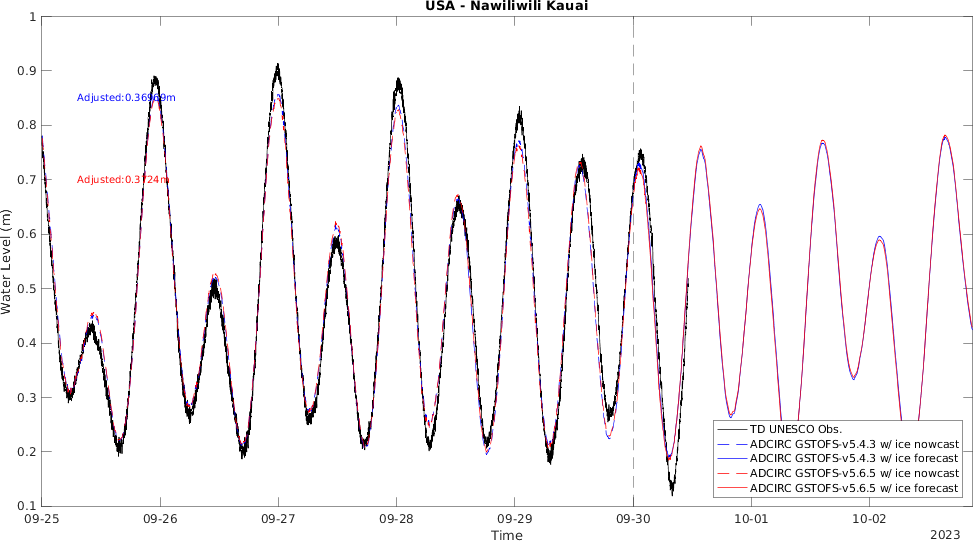 USA - Nawiliwili Kauai
1
0.9
0.8
0.7
0.6
0.5
0.4
0.3
0.2
0.1
Water Level (m)
Adjusted:0.36969m
Adjusted:0.3724m
TD UNESCO Obs.
ADCIRC GSTOFS-v5.4.3 w/ ice nowcast
ADCIRC GSTOFS-v5.4.3 w/ ice forecast
ADCIRC GSTOFS-v5.6.5 w/ ice nowcast
ADCIRC GSTOFS-v5.6.5 w/ ice forecast
09-25 09-26 09-27 09-28 09-29 09-30 10-01 10-02
Time
2023